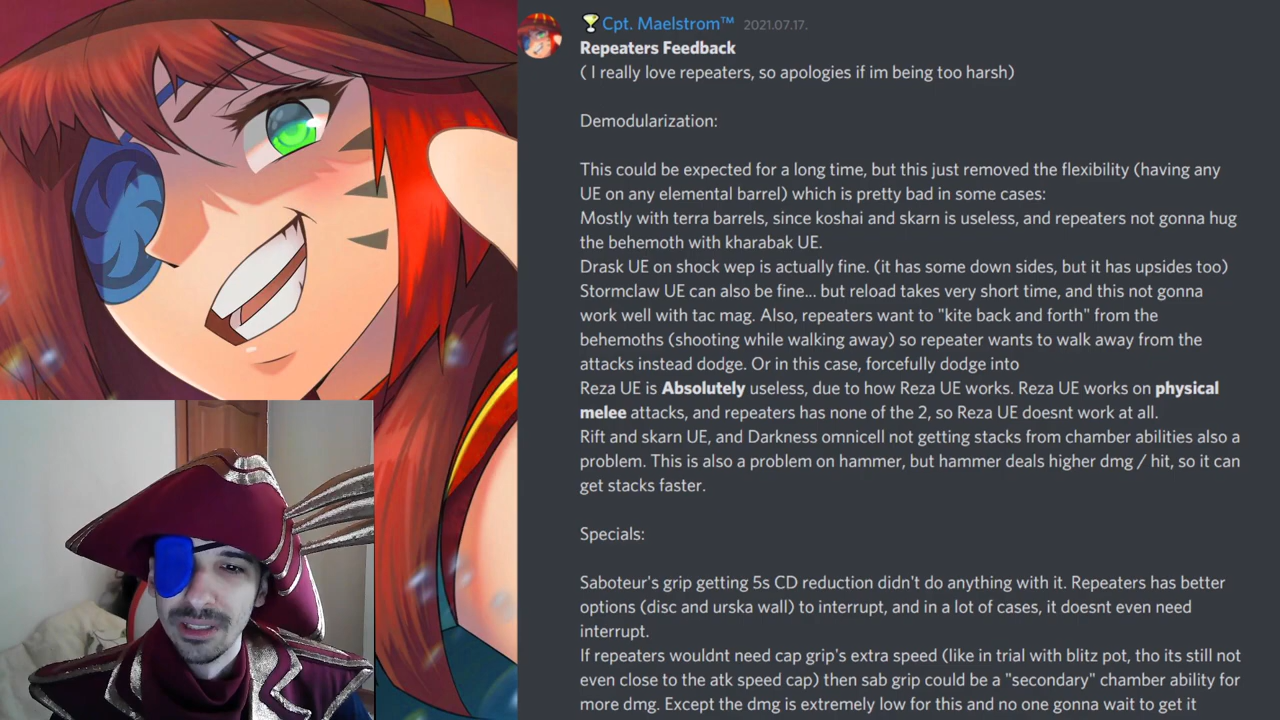 Cpt. Maelstrom™ 2021.07.17.
Repeaters Feedback
( I really love repeaters, so apologies if im being too harsh)
Demodularization:
This could be expected for a long time, but this just removed the flexibility (having any
UE on any elemental barrel) which is pretty bad in some cases:
Mostly with terra barrels, since koshai and skarn is useless, and repeaters not gonna hug
the behemoth with kharabak UE.
Drask UE on shock wep is actually fine. (it has some down sides, but it has upsides too)
Stormclaw UE can also be fine... but reload takes very short time, and this not gonna
work well with tac mag. Also, repeaters want to "kite back and forth" from the
behemoths (shooting while walking away) so repeater wants to walk away from the
attacks instead dodge. Or in this case, forcefully dodge into
Reza UE is Absolutely useless, due to how Reza UE works. Reza UE works on physical
melee attacks, and repeaters has none of the 2, so Reza UE doesnt work at all.
Rift and skarn UE, and Darkness omnicell not getting stacks from chamber abilities also a
problem. This is also a problem on hammer, but hammer deals higher dmg / hit, so it can
get stacks faster.
Specials:
Saboteur's grip getting 5s CD reduction didn't do anything with it. Repeaters has better
options (disc and urska wall) to interrupt, and in a lot of cases, it doesnt even need
interrupt.
If repeaters wouldnt need cap grip's extra speed (like in trial with blitz pot, tho its still not
even close to the atk speed cap) then sab grip could be a "secondary" chamber ability for
more dmg. Except the dmg is extremely low for this and no one gonna wait to get it